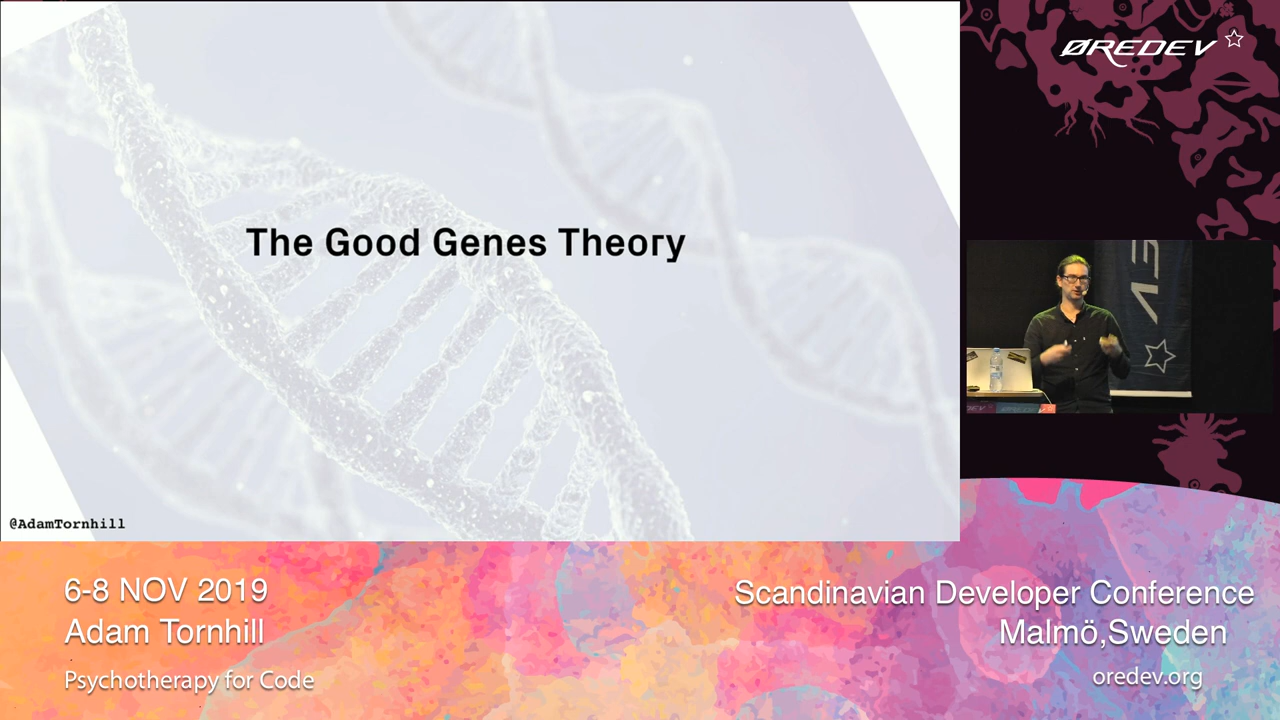 The Good Genes Theory
@AdamTornhill
ØREDEV
6-8 NOV 2019
Adam Tornhill
Psychotherapy for Code
Scandinavian Developer Conference
Malmö,Sweden
oredev.org